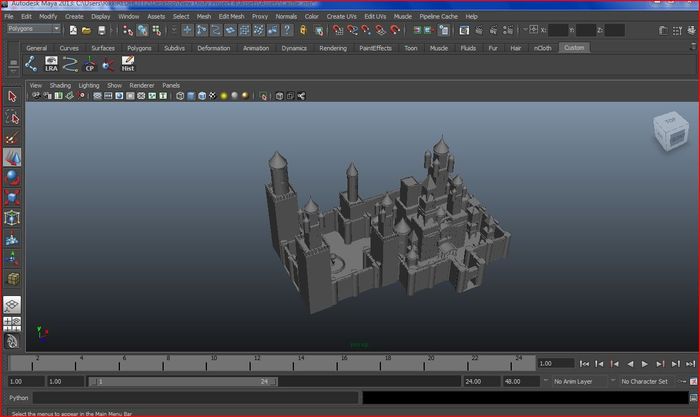 Autodesk Maya 2013
Edit Modify Create Display Window Assets Select Mesh Edit Mesh Proxy Normals Color Create UVs Edit UVs Muscle Pipeline Cache Help
Polygons
X: Y: Z:
General Curves Surfaces Polygons Subdivs Deformation Animation Dynamics Rendering PaintEffects Toon Muscle Fluids Fur Hair nCloth Custom
LRA CP Hist
View Shading Lighting Show Renderer Panels
TOP
persp
2 4 6 8 10 12 14 16 18 20 22 24 1.00
1.00 1.00 1 24 24.00 48.00 No Anim Layer No Character Set
Python
Select the menus to appear in the Main Menu Bar